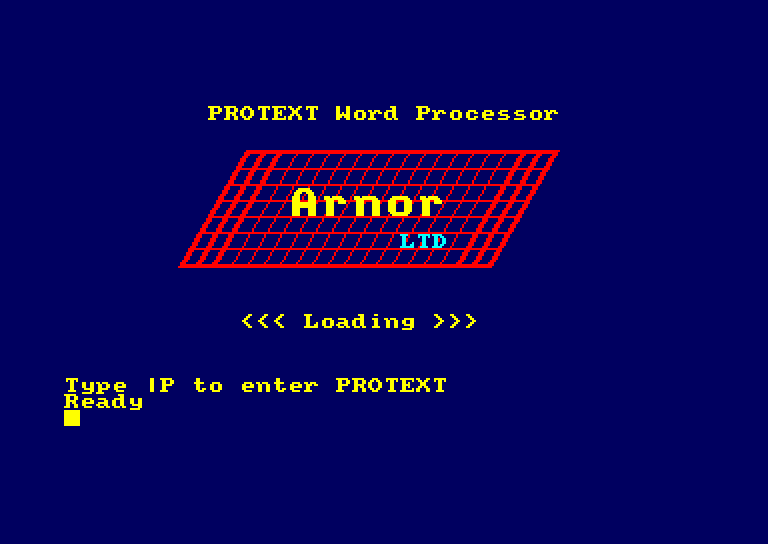 PROTEXT Word Processor
Arnor
LTD
<<< Loading >>>
Type |P to enter PROTEXT
Ready